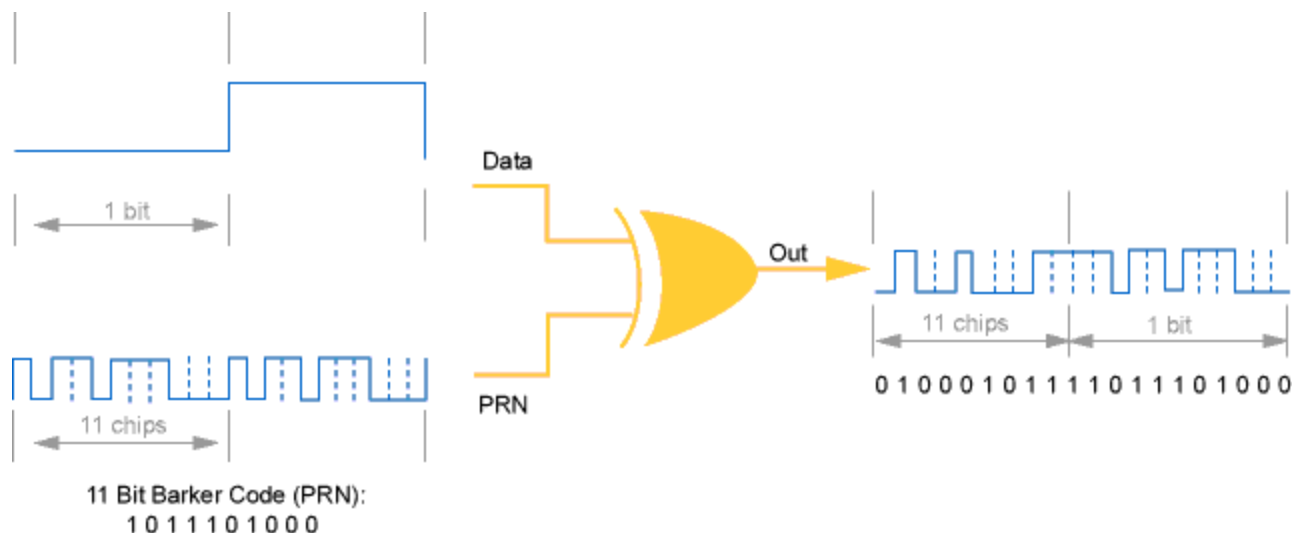 1 bit
Data
Out
11 chips
1 bit
0 1 0 0 0 1 0 1 1 1 1 0 1 1 1 0 1 0 0 0
PRN
11 chips
11 Bit Barker Code (PRN):
1 0 1 1 1 0 1 0 0 0